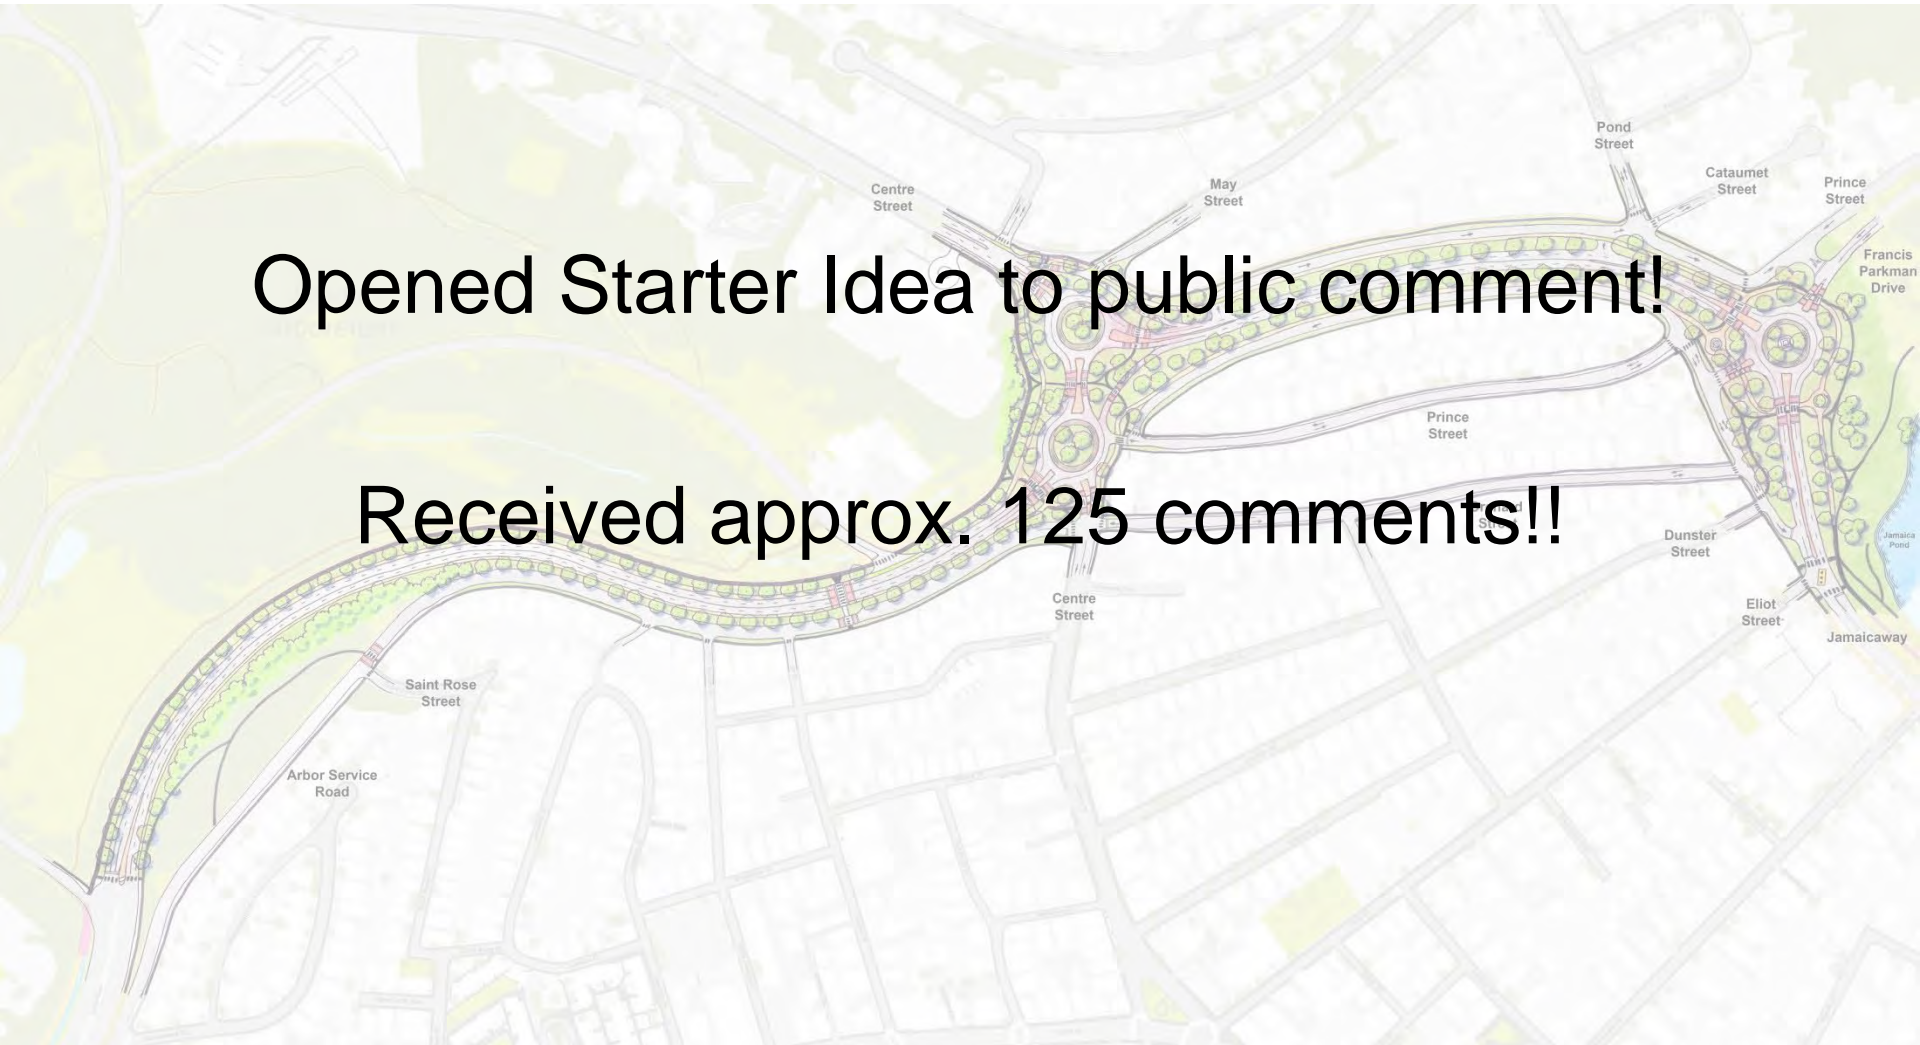 Pond
Street
Cataumet
Street
Prince
Street
Centre
Street
May
Street
Francis
Parkman
Drive
Opened Starter Idea to public comment!
Prince
Street
Received approx. 125 comments!!
Dunster
Street
Jamaica
Pond
Centre
Street
Eliot
Street
Jamaicaway
Saint Rose
Street
Arbor Service
Road